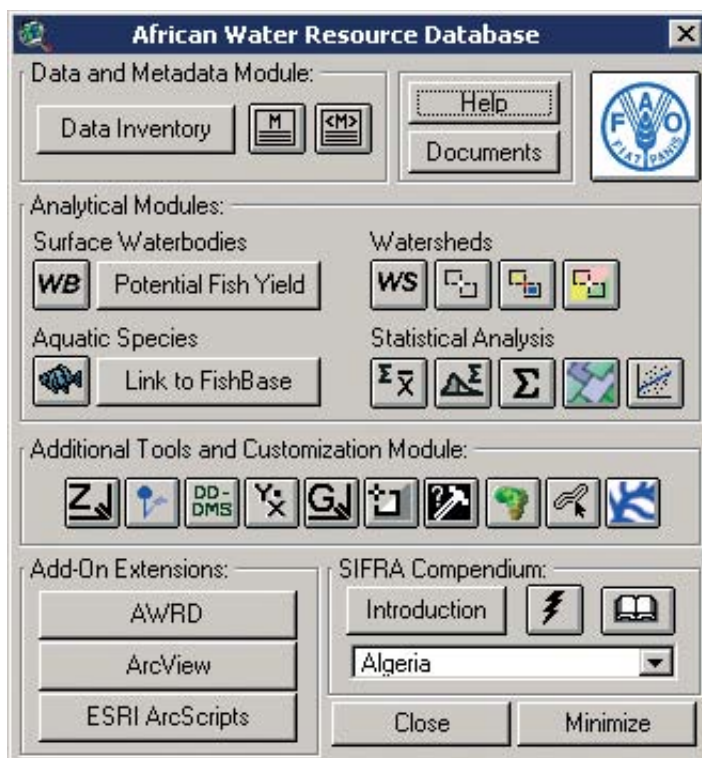 African Water Resource Database
Data and Metadata Module:
Data Inventory M <M>
Help
Documents
FAO
FIAT PANIS
Analytical Modules:
Surface Waterbodies
WB Potential Fish Yield
Watersheds
WS
Aquatic Species
Link to FishBase
Statistical Analysis
Σ x̄ Σ Σ
Additional Tools and Customization Module:
Z DD-DMS Y x G ?
Add-On Extensions:
AWRD
ArcView
ESRI ArcScripts
SIFRA Compendium:
Introduction
Algeria
Close Minimize